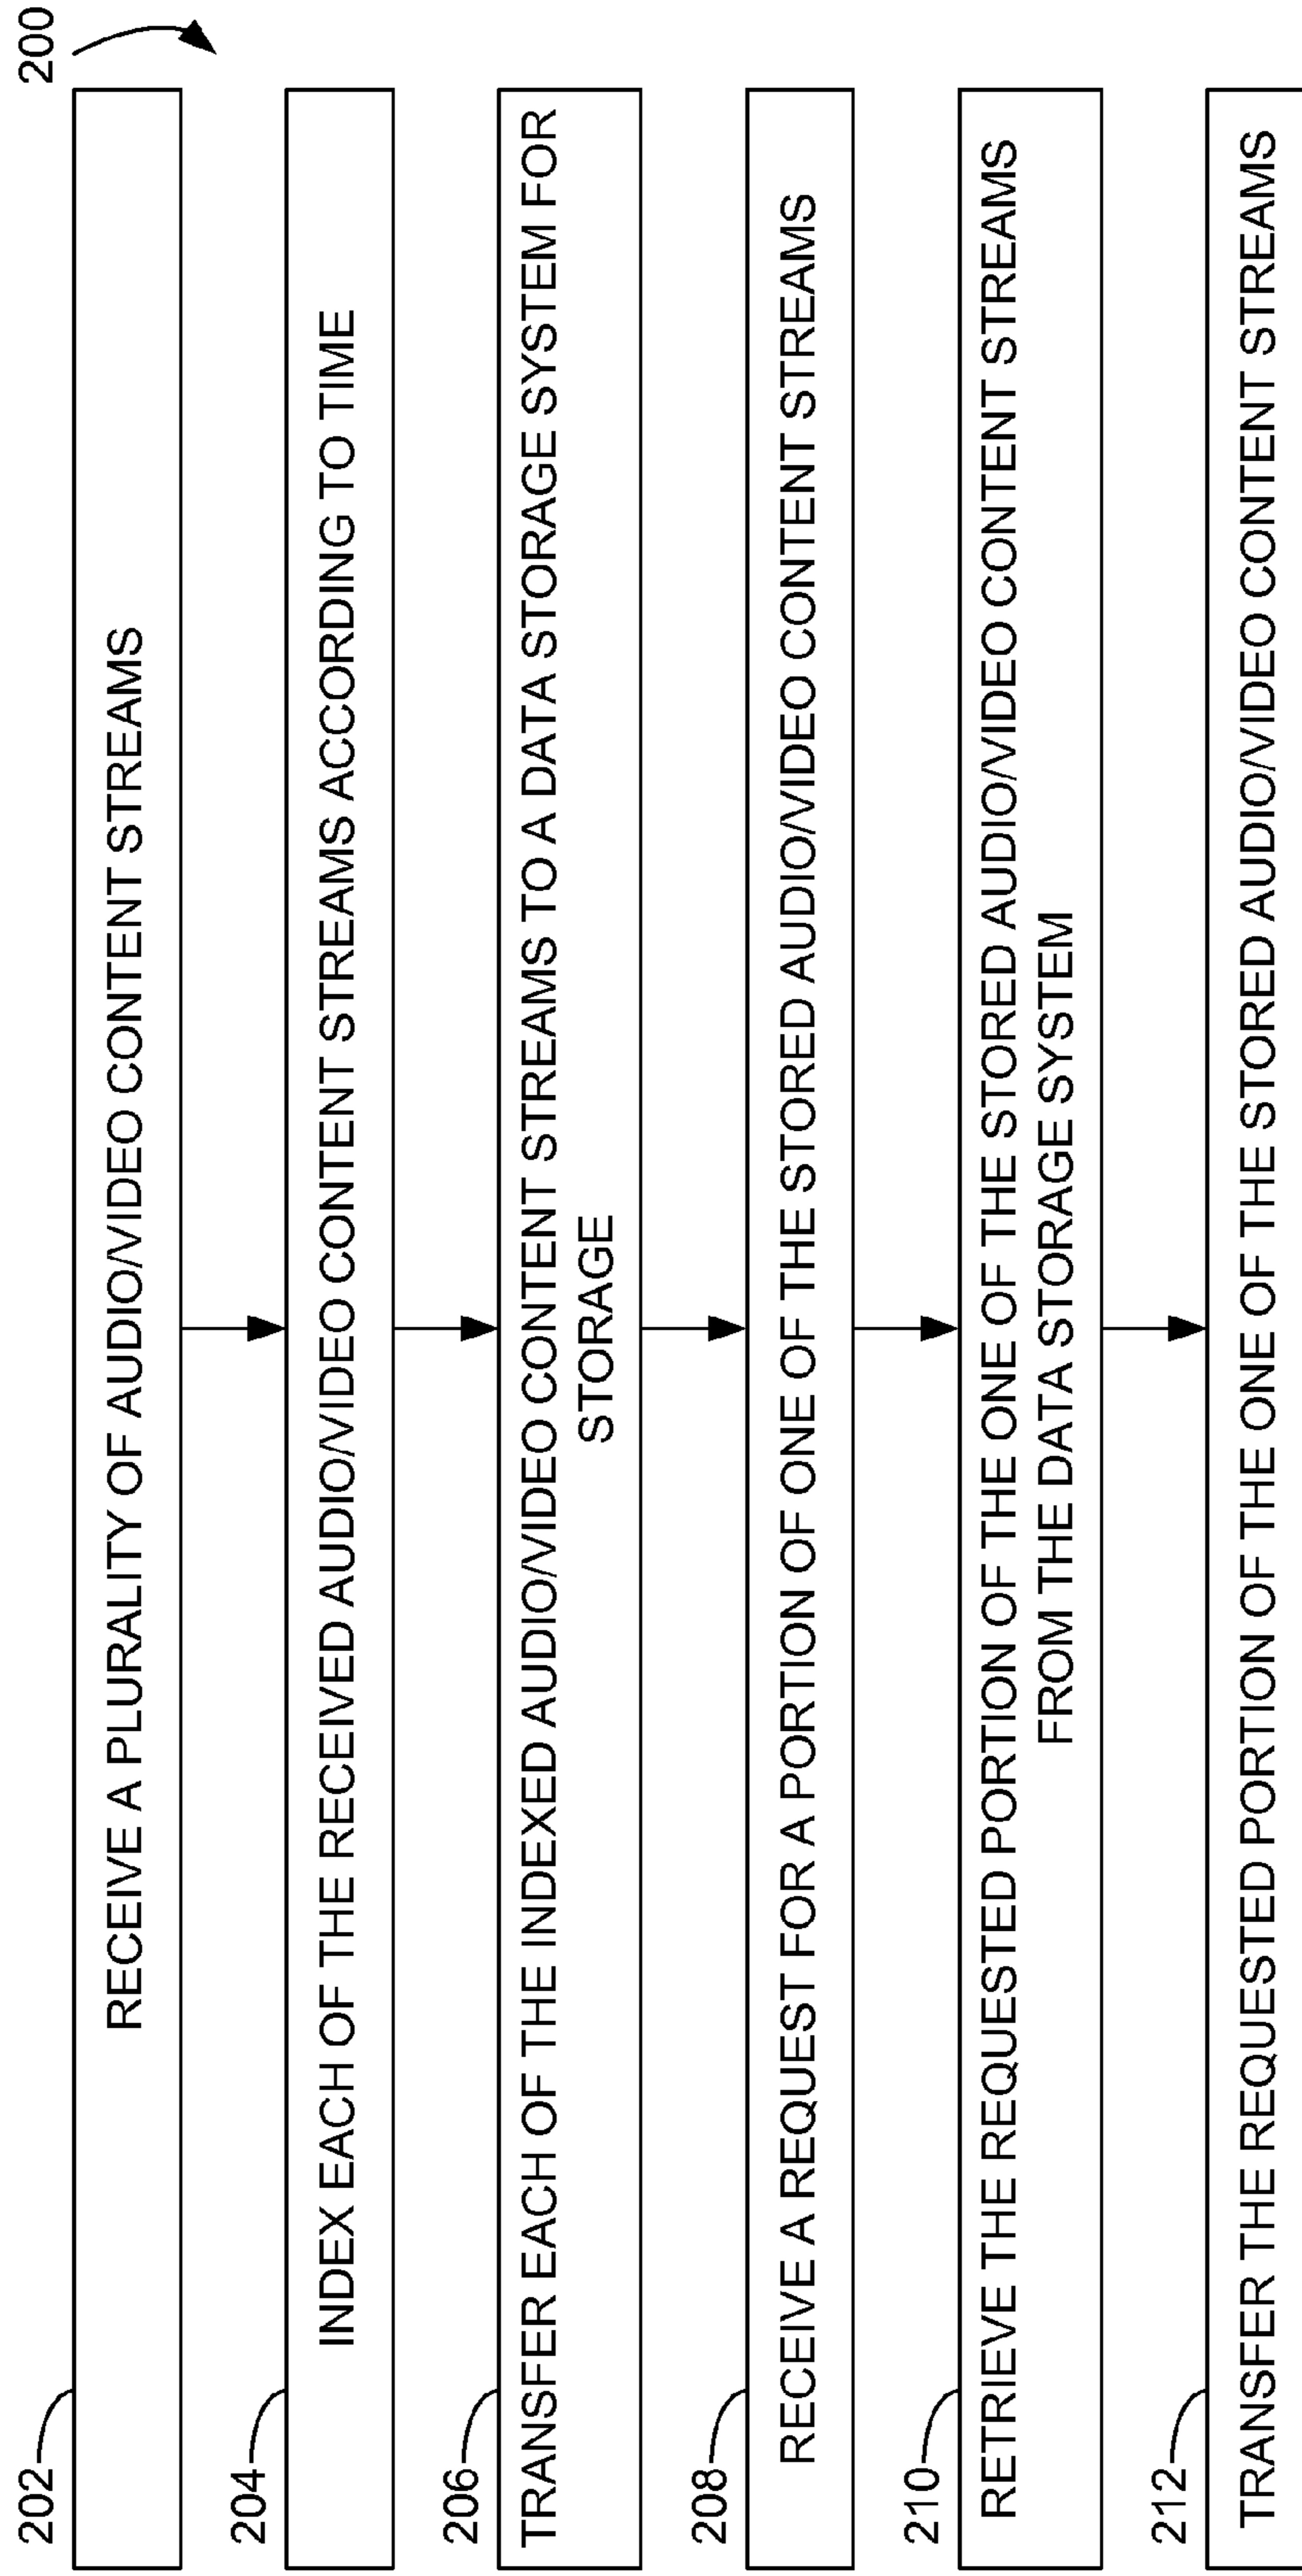 200
202
RECEIVE A PLURALITY OF AUDIO/VIDEO CONTENT STREAMS
204
INDEX EACH OF THE RECEIVED AUDIO/VIDEO CONTENT STREAMS ACCORDING TO TIME
206
TRANSFER EACH OF THE INDEXED AUDIO/VIDEO CONTENT STREAMS TO A DATA STORAGE SYSTEM FOR
STORAGE
208
RECEIVE A REQUEST FOR A PORTION OF ONE OF THE STORED AUDIO/VIDEO CONTENT STREAMS
210
RETRIEVE THE REQUESTED PORTION OF THE ONE OF THE STORED AUDIO/VIDEO CONTENT STREAMS
FROM THE DATA STORAGE SYSTEM
212
TRANSFER THE REQUESTED PORTION OF THE ONE OF THE STORED AUDIO/VIDEO CONTENT STREAMS